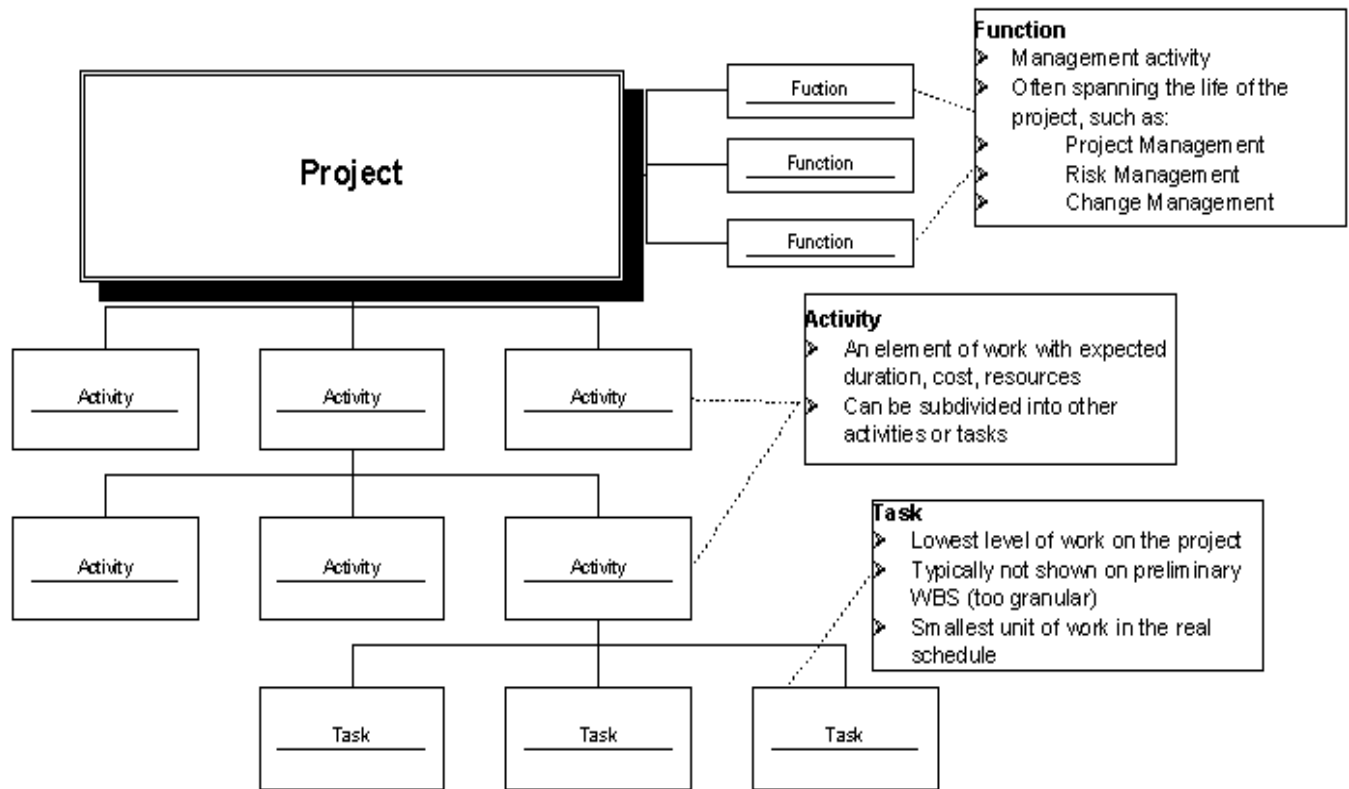 Project
Fuction
Function
Function
Function
Management activity
Often spanning the life of the
project, such as:
Project Management
Risk Management
Change Management
Activity
Activity
Activity
Activity
An element of work with expected
duration, cost, resources
Can be subdivided into other
activities or tasks
Activity
Activity
Activity
Task
Lowest level of work on the project
Typically not shown on preliminary
WBS (too granular)
Smallest unit of work in the real
schedule
Task
Task
Task